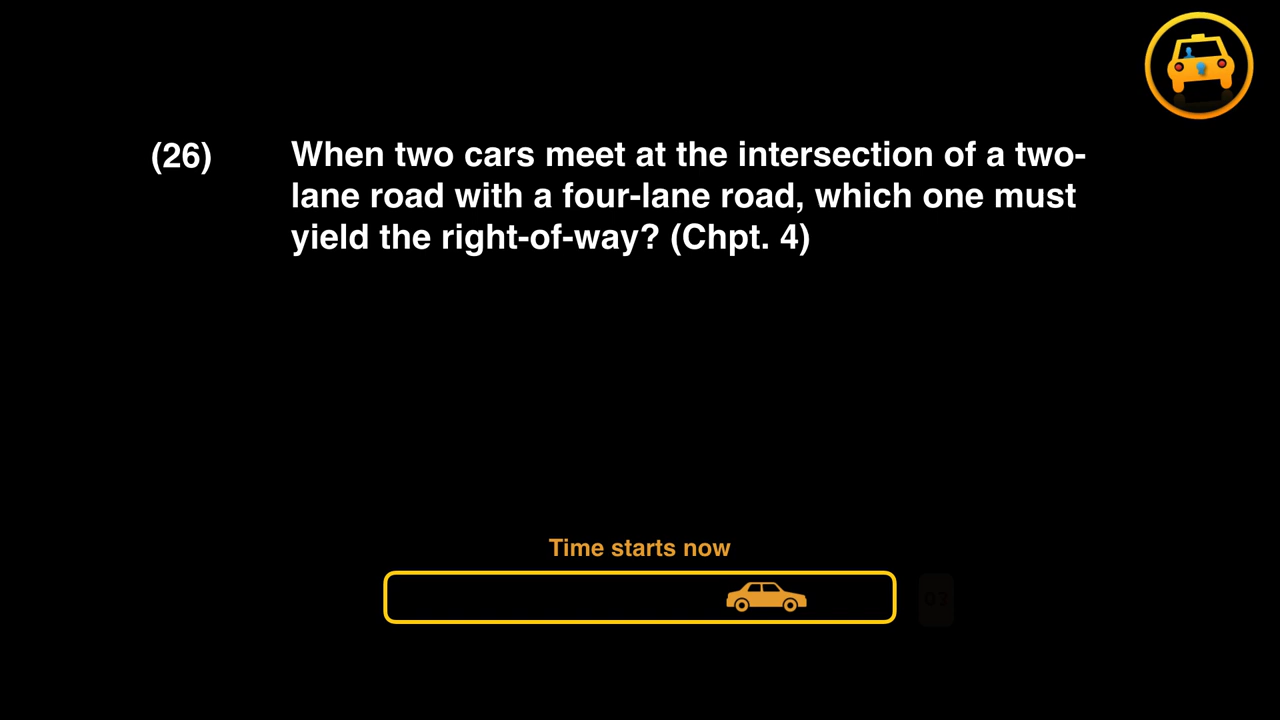 (26) When two cars meet at the intersection of a two-
lane road with a four-lane road, which one must
yield the right-of-way? (Chpt. 4)
Time starts now
03